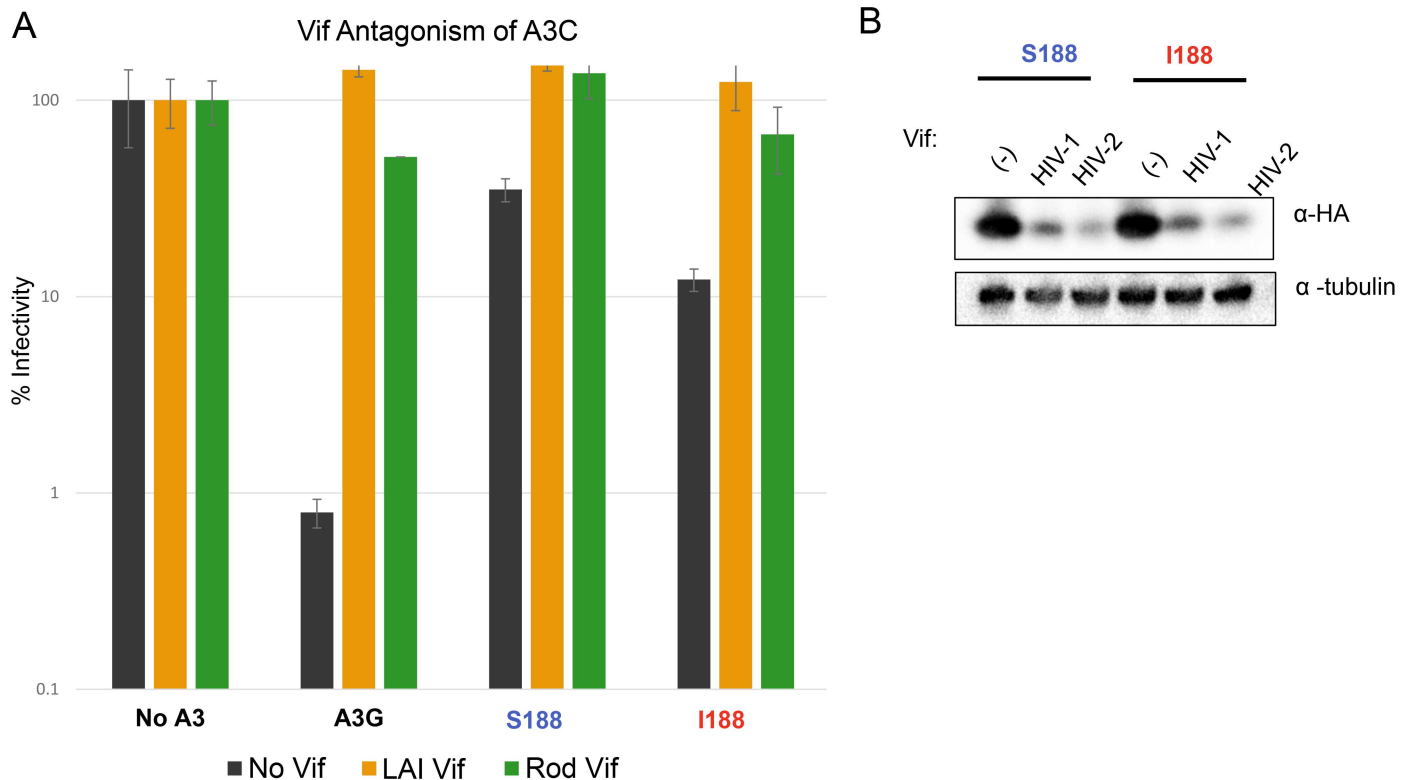 A
Vif Antagonism of A3C
% Infectivity
100
10
1
0.1
No A3 A3G S188 I188
No Vif LAI Vif Rod Vif
B
S188 I188
Vif: (-) HIV-1 HIV-2 (-) HIV-1 HIV-2
α-HA
α -tubulin